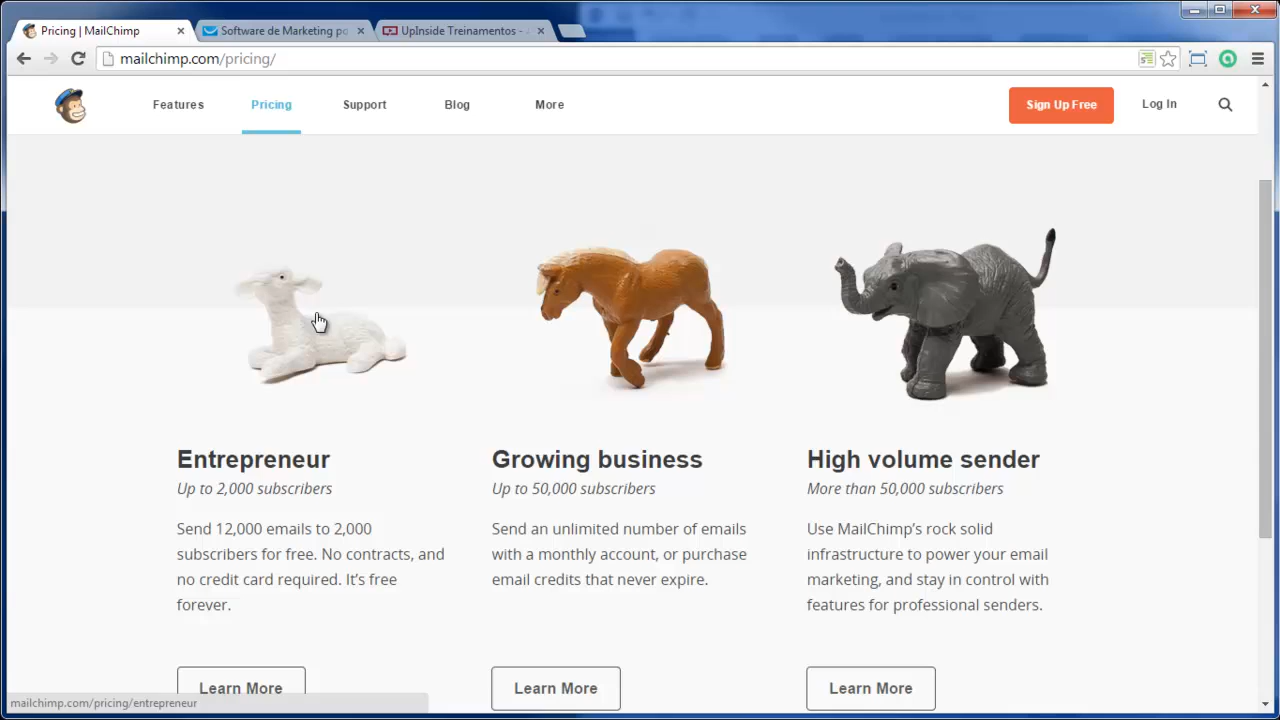 Pricing | MailChimp
Software de Marketing po
UpInside Treinamentos -
mailchimp.com/pricing/
Features
Pricing
Support
Blog
More
Sign Up Free
Log In
Entrepreneur
Up to 2,000 subscribers
Send 12,000 emails to 2,000
subscribers for free. No contracts, and
no credit card required. It’s free
forever.
Learn More
Growing business
Up to 50,000 subscribers
Send an unlimited number of emails
with a monthly account, or purchase
email credits that never expire.
Learn More
High volume sender
More than 50,000 subscribers
Use MailChimp’s rock solid
infrastructure to power your email
marketing, and stay in control with
features for professional senders.
Learn More
mailchimp.com/pricing/entrepreneur